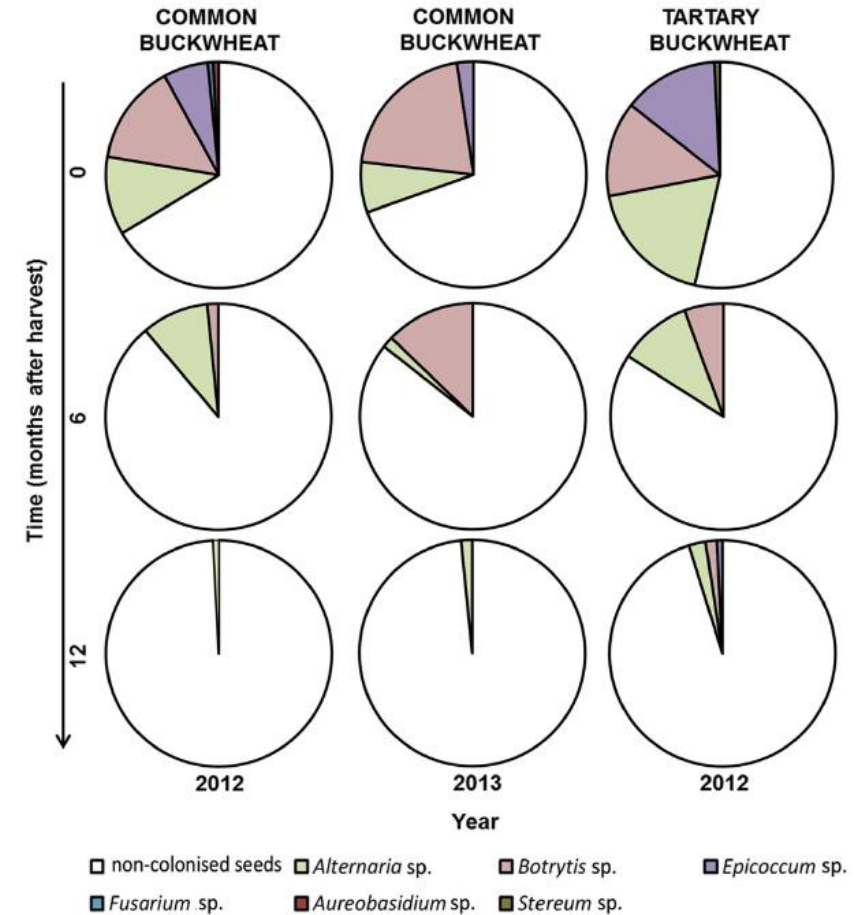 COMMON
BUCKWHEAT
COMMON
BUCKWHEAT
TARTARY
BUCKWHEAT
Time (months after harvest)
0
6
12
2012
2013
2012
Year
non-colonised seeds
Alternaria sp.
Botrytis sp.
Epicoccum sp.
Fusarium .sp.
Aureobasidium sp.
Stereum sp.